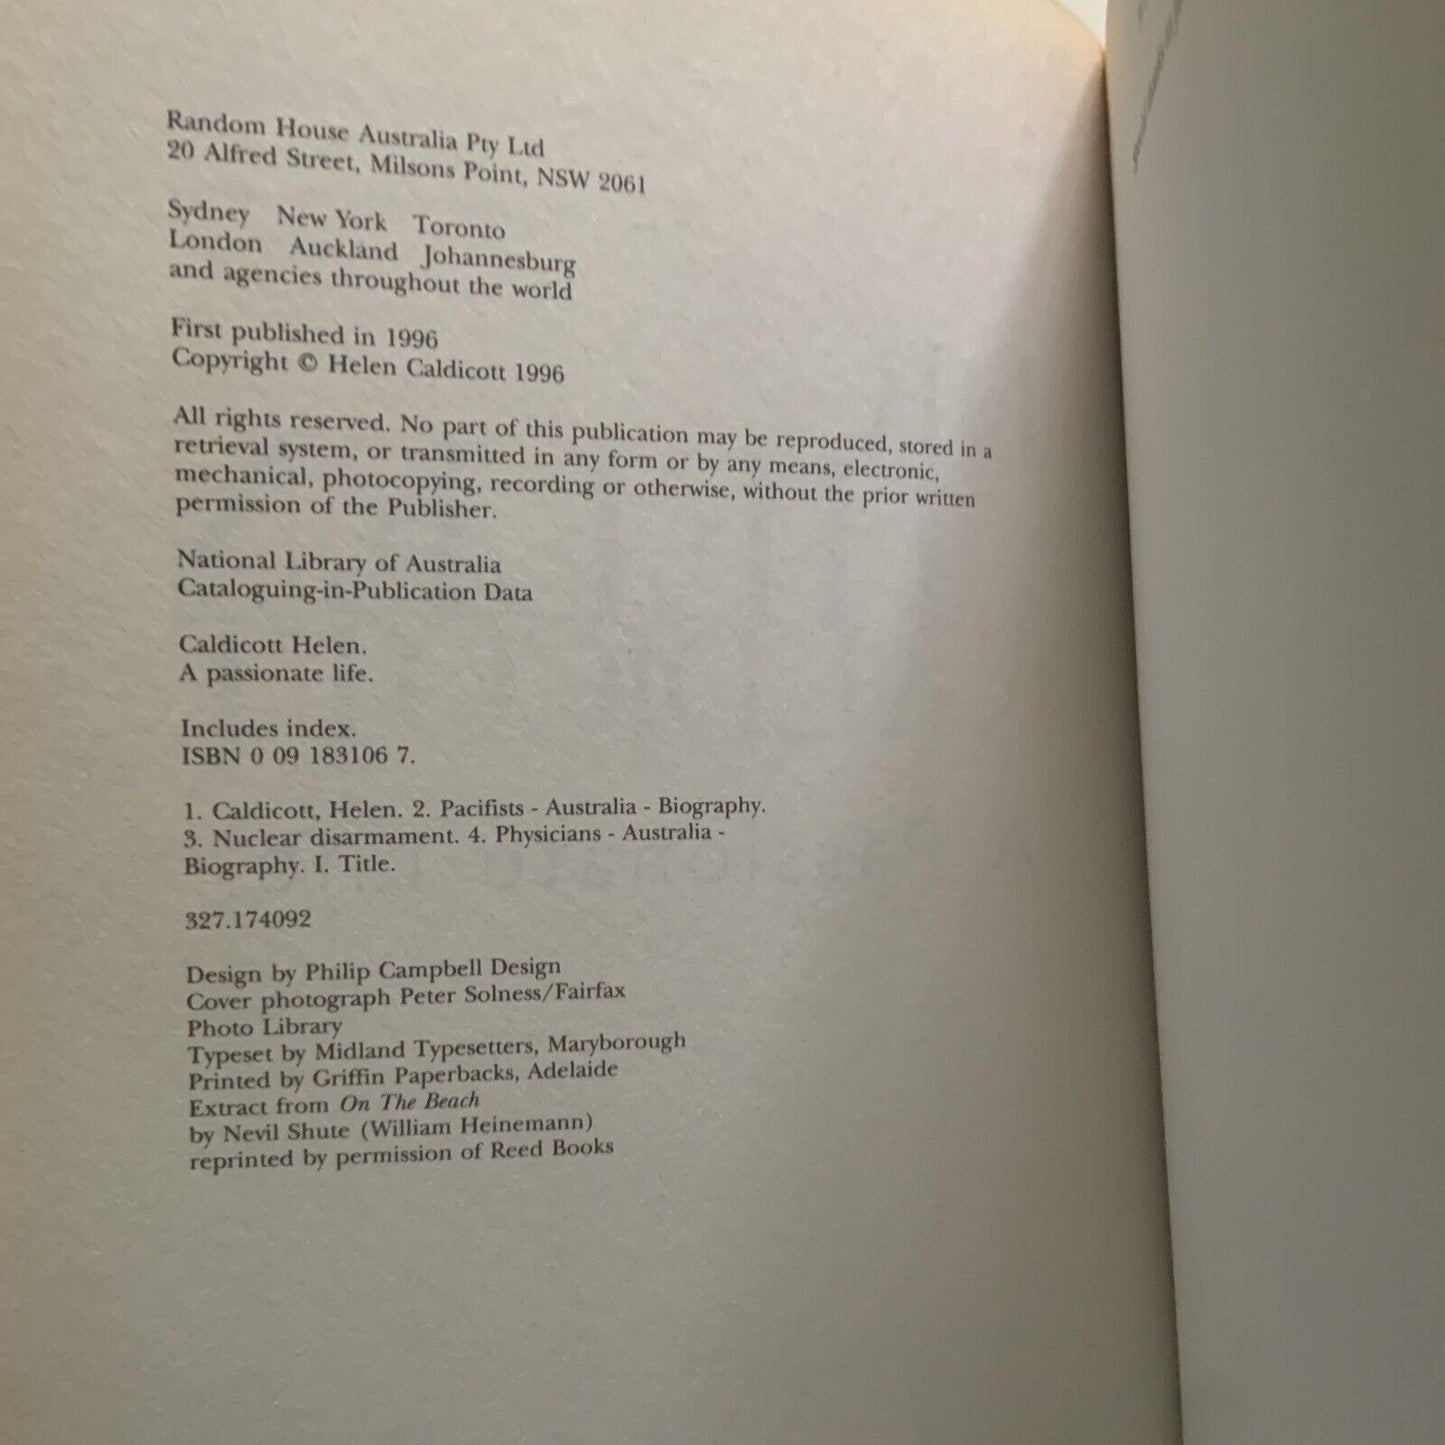 Random House Australia Pty Ltd
20 Alfred Street, Milsons Point, NSW 2061
Sydney New York Toronto
London Auckland Johannesburg
and agencies throughout the world
First published in 1996
Copyright © Helen Caldicott 1996
All rights reserved. No part of this publication may be reproduced, stored in a
retrieval system, or transmitted in any form or by any means, electronic,
mechanical, photocopying, recording or otherwise, without the prior written
permission of the Publisher.
National Library of Australia
Cataloguing-in-Publication Data
Caldicott Helen.
A passionate life.
Includes index.
ISBN 0 09 183106 7.
1. Caldicott, Helen. 2. Pacifists - Australia - Biography.
3. Nuclear disarmament. 4. Physicians - Australia -
Biography. I. Title.
327.174092
Design by Philip Campbell Design
Cover photograph Peter Solness/Fairfax
Photo Library
Typeset by Midland Typesetters, Maryborough
Printed by Griffin Paperbacks, Adelaide
Extract from On The Beach
by Nevil Shute (William Heinemann)
reprinted by permission of Reed Books